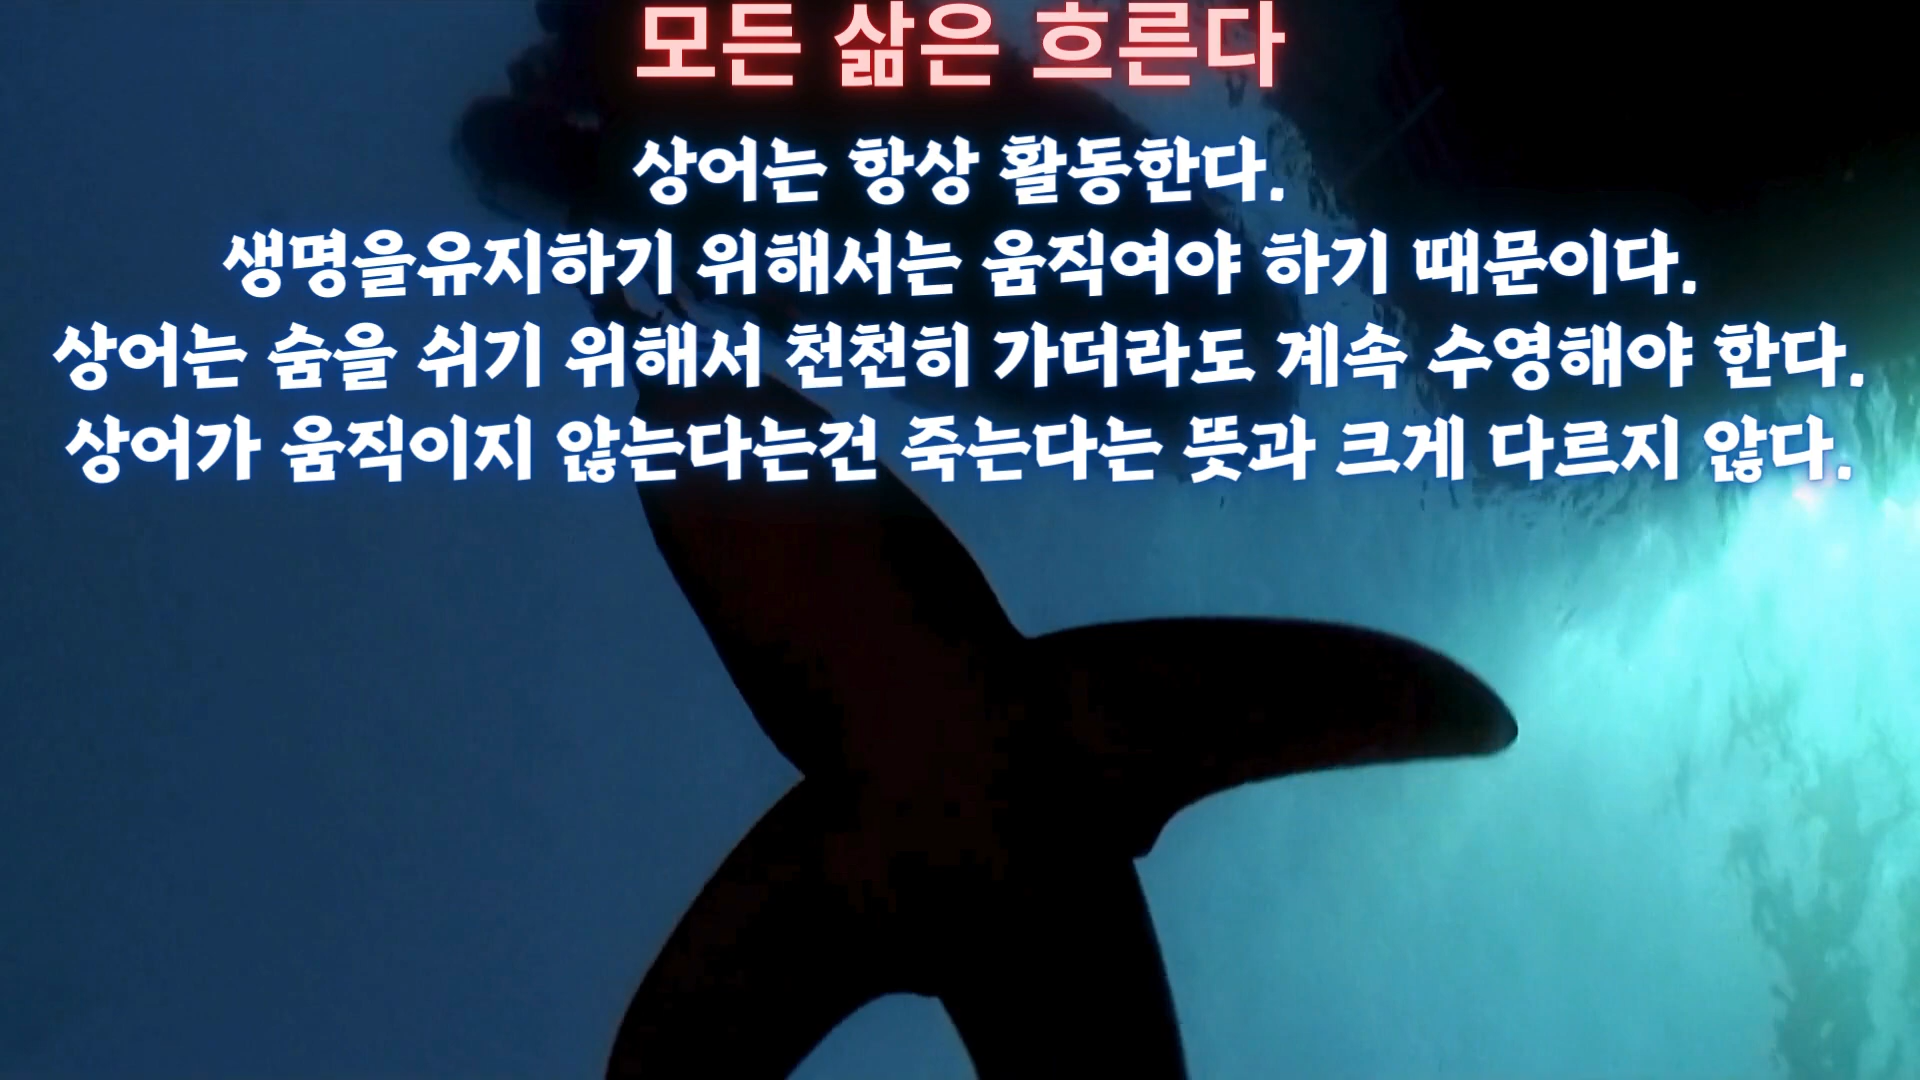 모든 삶은 흐른다
상어는 항상 활동한다.
생명을유지하기 위해서는 움직여야 하기 때문이다.
상어는 숨을 쉬기 위해서 천천히 가더라도 계속 수영해야 한다.
상어가 움직이지 않는다는건 죽는다는 뜻과 크게 다르지 않다.